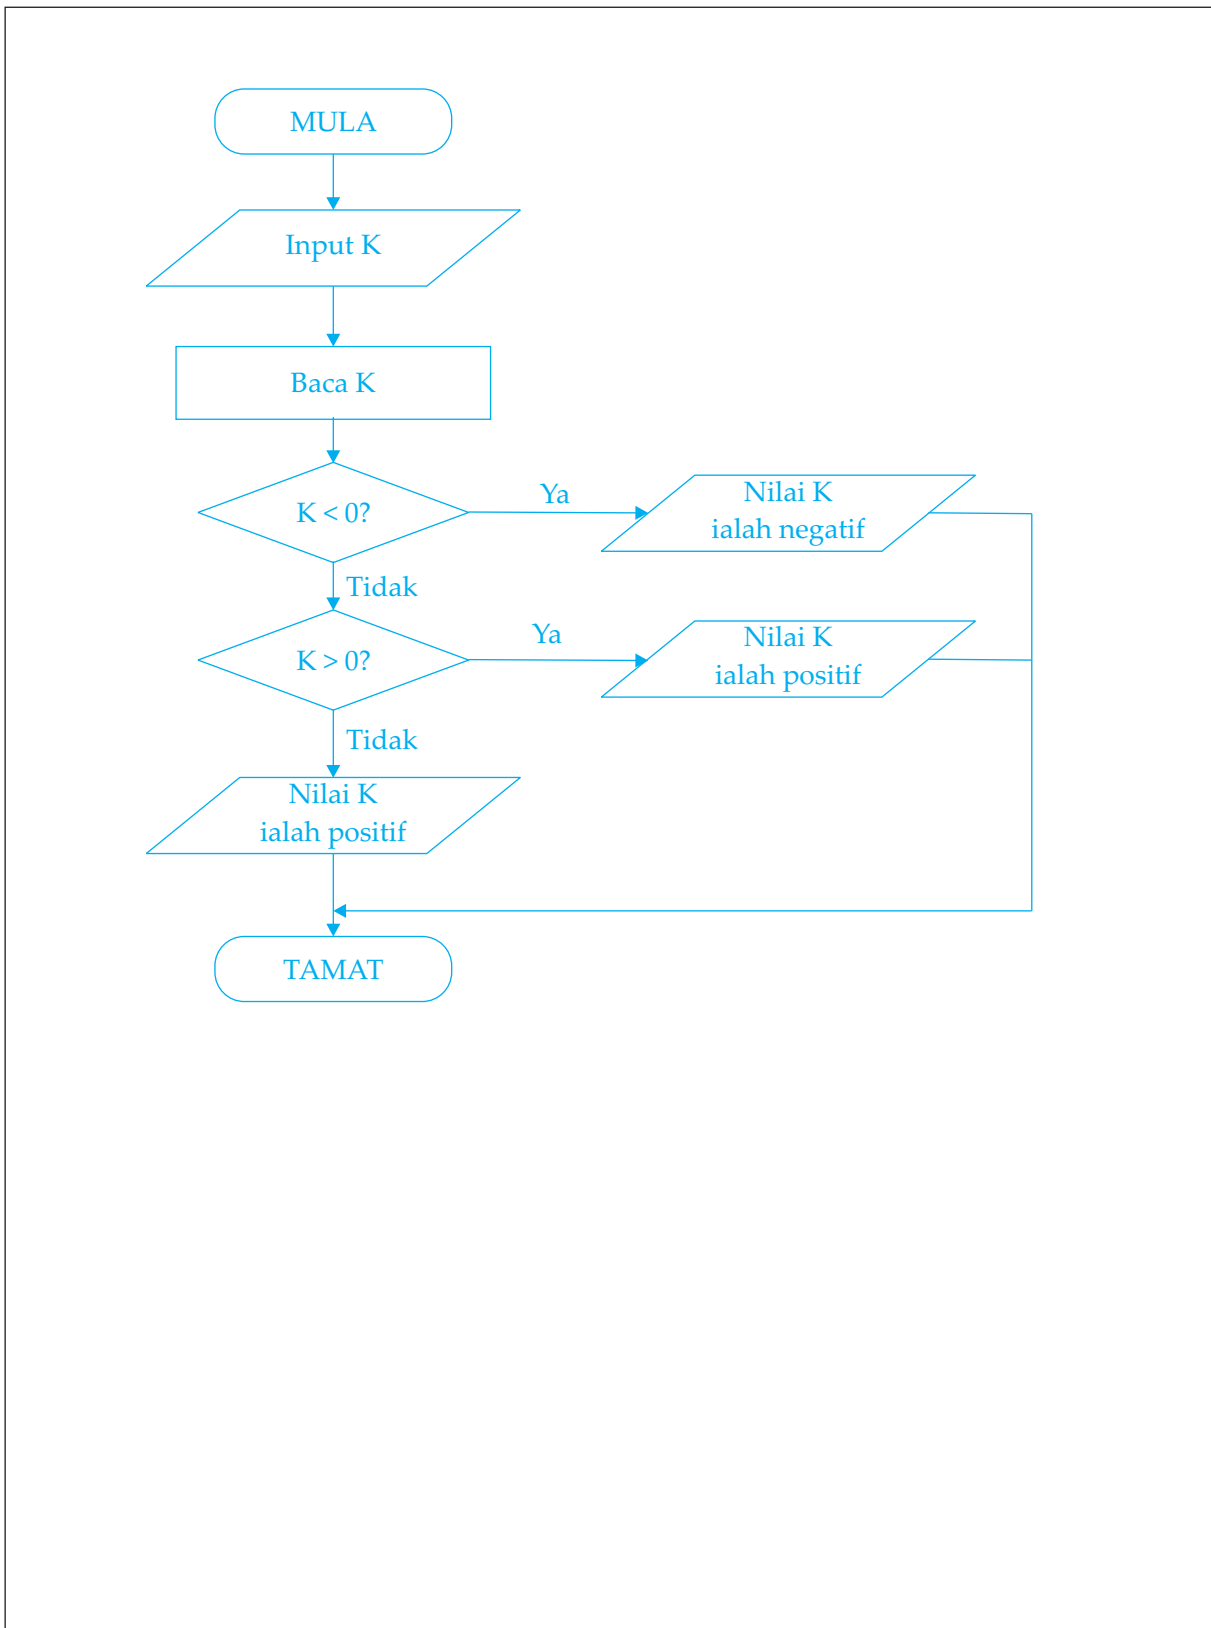 MULA
Input K
Baca K
K < 0?
Ya
Nilai K
ialah negatif
Tidak
K > 0?
Ya
Nilai K
ialah positif
Tidak
Nilai K
ialah positif
TAMAT